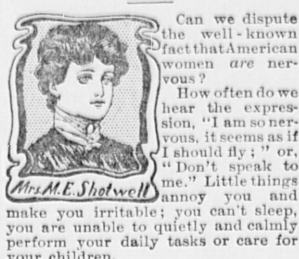 Can we dispute
the well-known
fact that American
women are ner-
vous?
How often do we
hear the expres-
sion, "I am so ner-
vous, it seems as if
I should fly;" or,
"Don't speak to
me." Little things
annoy you and
make you irritable; you can't sleep,
you are unable to quietly and calmly
perform your daily tasks or care for
your children.
Mrs. M. E. Shotwell